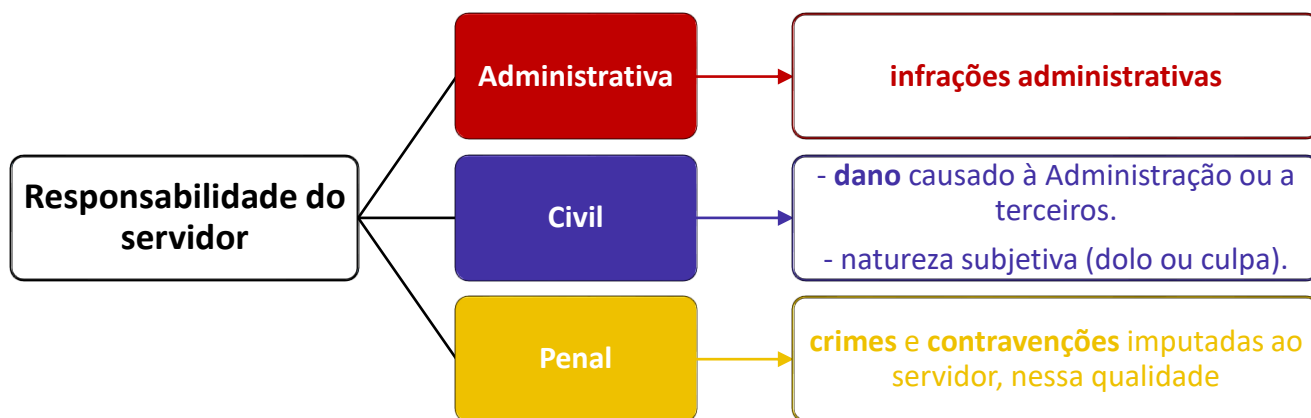 Responsabilidade do
servidor
Administrativa
infrações administrativas
Civil
- dano causado à Administração ou a
terceiros.
- natureza subjetiva (dolo ou culpa).
Penal
crimes e contravenções imputadas ao
servidor, nessa qualidade